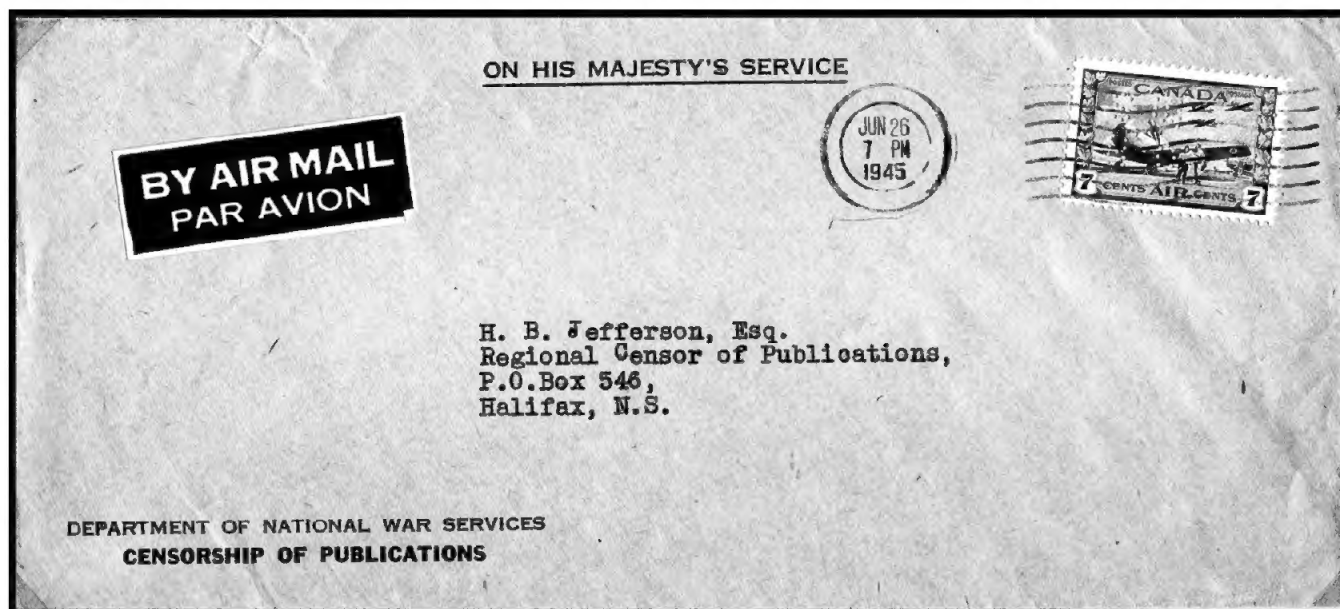 ON HIS MAJESTY'S SERVICE
BY AIR MAIL
PAR AVION
JUN 26
7 PM
1945
CANADA
7 CENTS AIR CENTS 7
H. B. Jefferson, Esq.
Regional Censor of Publications,
P.O.Box 546,
Halifax, N.S.
DEPARTMENT OF NATIONAL WAR SERVICES
CENSORSHIP OF PUBLICATIONS